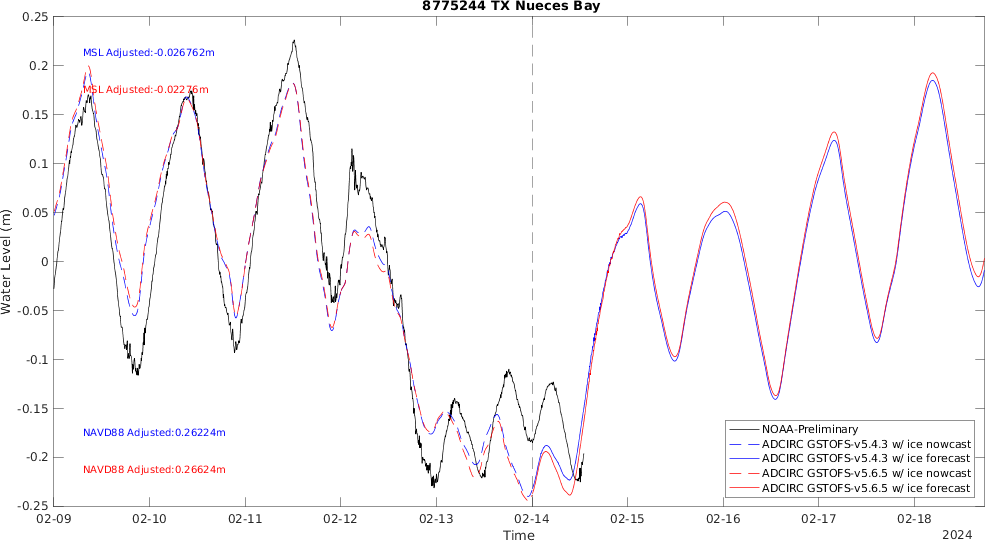 8775244 TX Nueces Bay
0.25
0.2
0.15
0.1
0.05
0
-0.05
-0.1
-0.15
-0.2
-0.25
Water Level (m)
MSL Adjusted:-0.026762m
MSL Adjusted:-0.02276m
NAVD88 Adjusted:0.26224m
NAVD88 Adjusted:0.26624m
NOAA-Preliminary
ADCIRC GSTOFS-v5.4.3 w/ ice nowcast
ADCIRC GSTOFS-v5.4.3 w/ ice forecast
ADCIRC GSTOFS-v5.6.5 w/ ice nowcast
ADCIRC GSTOFS-v5.6.5 w/ ice forecast
02-09 02-10 02-11 02-12 02-13 02-14 02-15 02-16 02-17 02-18
Time
2024